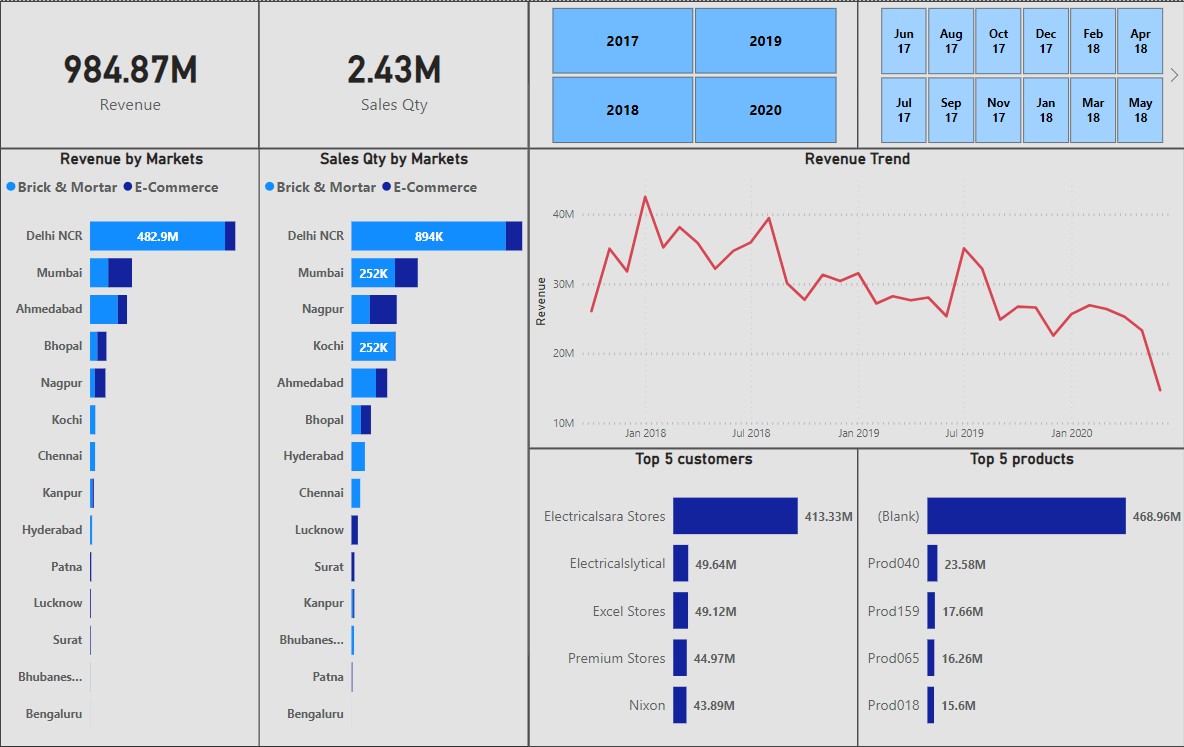 984.87M
Revenue
2.43M
Sales Qty
2017
2019
2018
2020
Jun
17
Aug
17
Oct
17
Dec
17
Feb
18
Apr
18
Jul
17
Sep
17
Nov
17
Jan
18
Mar
18
May
18
Revenue by Markets
Brick & Mortar E-Commerce
Delhi NCR 482.9M
Mumbai
Ahmedabad
Bhopal
Nagpur
Kochi
Chennai
Kanpur
Hyderabad
Patna
Lucknow
Surat
Bhubanes...
Bengaluru
Sales Qty by Markets
Brick & Mortar E-Commerce
Delhi NCR 894K
Mumbai 252K
Nagpur
Kochi 252K
Ahmedabad
Bhopal
Hyderabad
Chennai
Lucknow
Surat
Kanpur
Bhubanes...
Patna
Bengaluru
Revenue Trend
Revenue
40M
30M
20M
10M
Jan 2018 Jul 2018 Jan 2019 Jul 2019 Jan 2020
Top 5 customers
Electricalsara Stores 413.33M
Electricalslytical 49.64M
Excel Stores 49.12M
Premium Stores 44.97M
Nixon 43.89M
Top 5 products
(Blank) 468.96M
Prod040 23.58M
Prod159 17.66M
Prod065 16.26M
Prod018 15.6M